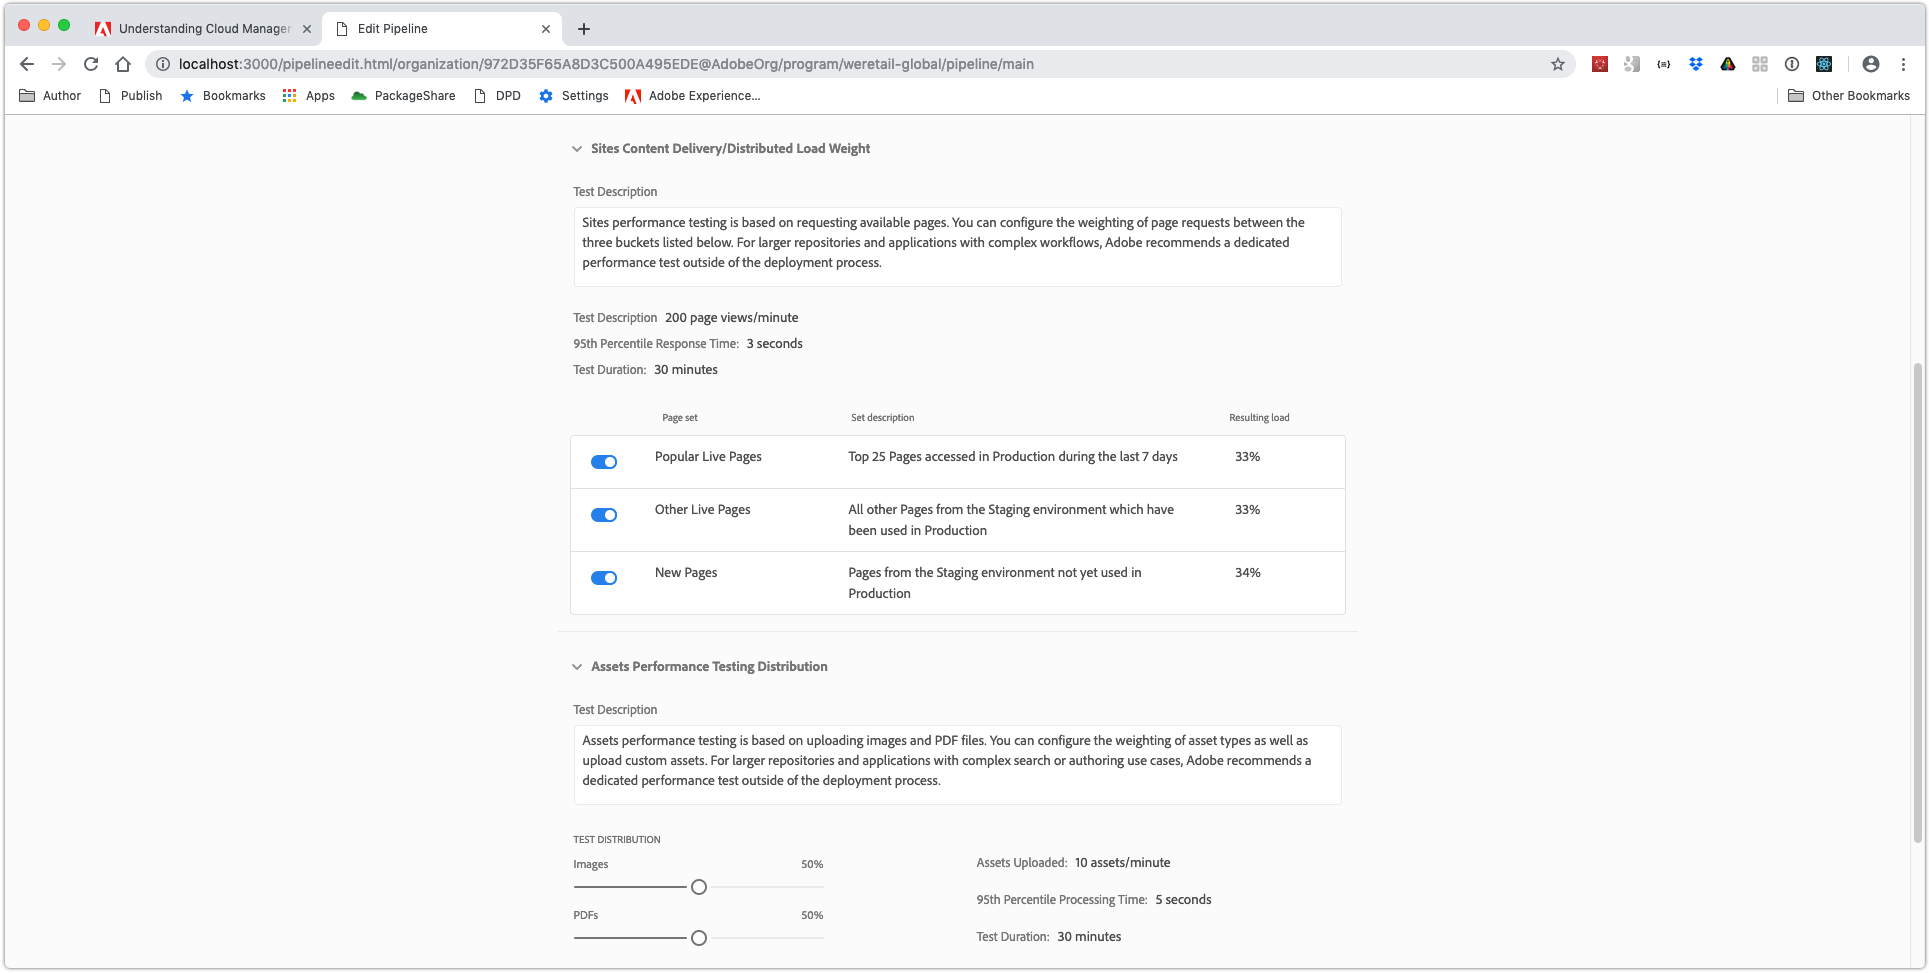 Understanding Cloud Manager
Edit Pipeline
localhost:3000/pipelineedit.html/organization/972D35F65A8D3C500A495EDE@AdobeOrg/program/weretail-global/pipeline/main
Author
Publish
Bookmarks
Apps
PackageShare
DPD
Settings
Adobe Experience...
Other Bookmarks
Sites Content Delivery/Distributed Load Weight
Test Description
Sites performance testing is based on requesting available pages. You can configure the weighting of page requests between the
three buckets listed below. For larger repositories and applications with complex workflows, Adobe recommends a dedicated
performance test outside of the deployment process.
Test Description 200 page views/minute
95th Percentile Response Time: 3 seconds
Test Duration: 30 minutes
Page set Set description Resulting load
Popular Live Pages Top 25 Pages accessed in Production during the last 7 days 33%
Other Live Pages All other Pages from the Staging environment which have 33%
been used in Production
New Pages Pages from the Staging environment not yet used in 34%
Production
Assets Performance Testing Distribution
Test Description
Assets performance testing is based on uploading images and PDF files. You can configure the weighting of asset types as well as
upload custom assets. For larger repositories and applications with complex search or authoring use cases, Adobe recommends a
dedicated performance test outside of the deployment process.
TEST DISTRIBUTION
Images 50%
PDFs 50%
Assets Uploaded: 10 assets/minute
95th Percentile Processing Time: 5 seconds
Test Duration: 30 minutes